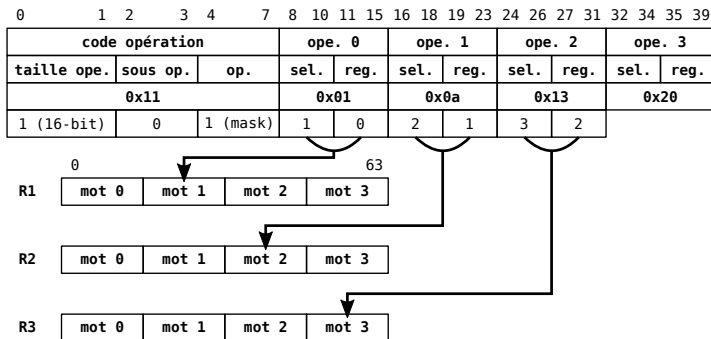 0 1 2 3 4 7 8 10 11 15 16 18 19 23 24 26 27 31 32 34 35 39
code opération ope. 0 ope. 1 ope. 2 ope. 3
taille ope. sous op. op. sel. reg. sel. reg. sel. reg. sel. reg.
0x11 0x01 0x0a 0x13 0x20
1 (16-bit) 0 1 (mask) 1 0 2 1 3 2
0 63
R1 mot 0 mot 1 mot 2 mot 3
R2 mot 0 mot 1 mot 2 mot 3
R3 mot 0 mot 1 mot 2 mot 3